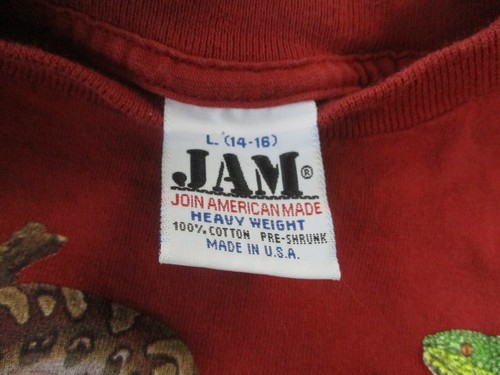 L. (14-16)
JAM®
JOIN AMERICAN MADE
HEAVY WEIGHT
100% COTTON PRE-SHRUNK
MADE IN U.S.A.